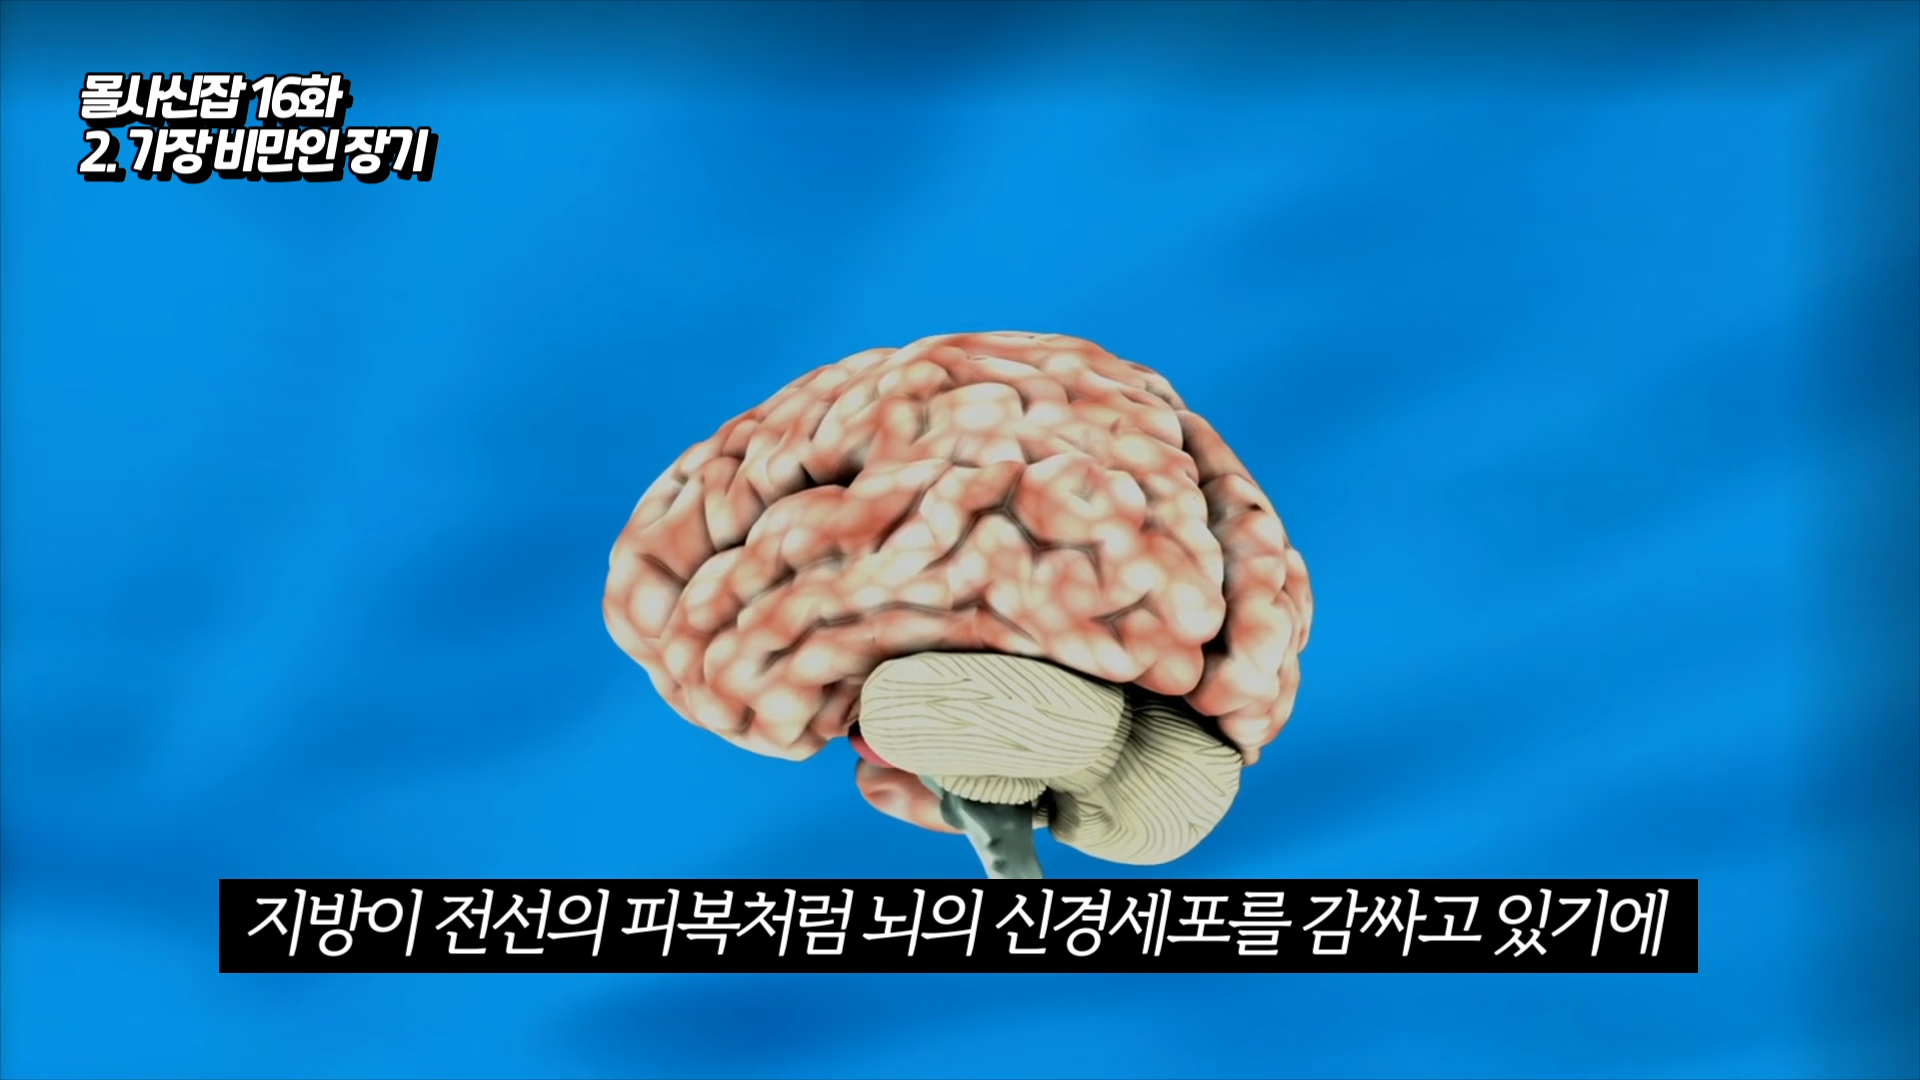 몰사신잡 16화
2. 가장 비만인 장기
지방이 전선의 피복처럼 뇌의 신경세포를 감싸고 있기에